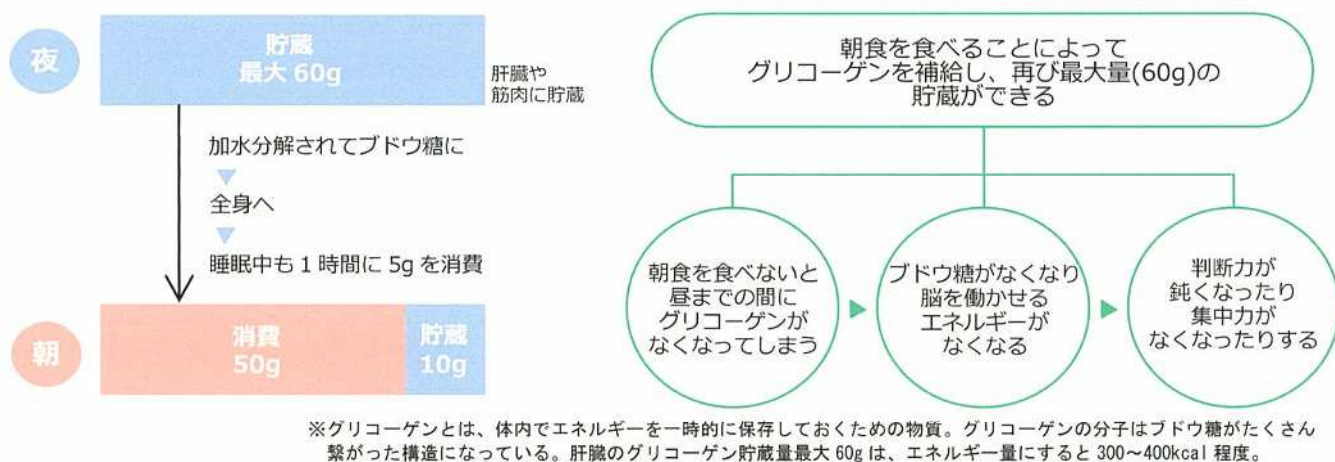 夜
貯蔵
最大 60g
肝臓や
筋肉に貯蔵
加水分解されてブドウ糖に
全身へ
睡眠中も 1 時間に 5g を消費
朝
消費
50g
貯蔵
10g
朝食を食べることによって
グリコーゲンを補給し、再び最大量(60g)の
貯蔵ができる
朝食を食べないと
昼までの間に
グリコーゲンが
なくなってしまう
ブドウ糖がなくなり
脳を働かせる
エネルギーが
なくなる
判断力が
鈍くなったり
集中力が
なくなったりする
※グリコーゲンとは、体内でエネルギーを一時的に保存しておくための物質。グリコーゲンの分子はブドウ糖がたくさん
繋がった構造になっている。肝臓のグリコーゲン貯蔵量最大 60g は、エネルギー量にすると 300～400kcal 程度。